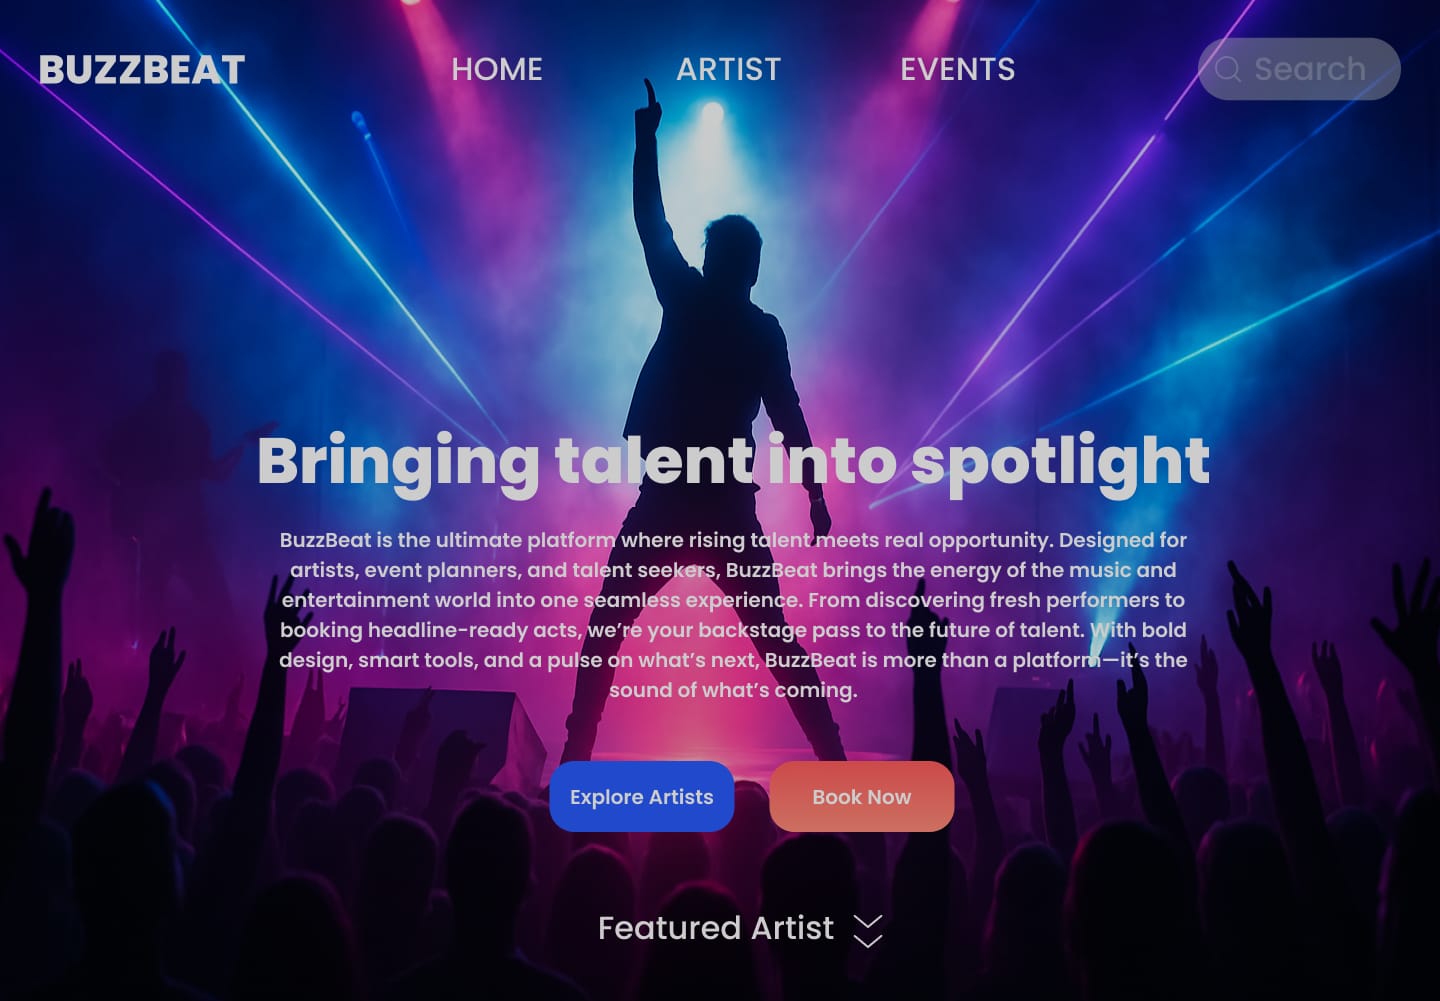 BUZZBEAT
HOME
ARTIST
EVENTS
Search
Bringing talent into spotlight
BuzzBeat is the ultimate platform where rising talent meets real opportunity. Designed for
artists, event planners, and talent seekers, BuzzBeat brings the energy of the music and
entertainment world into one seamless experience. From discovering fresh performers to
booking headline-ready acts, we’re your backstage pass to the future of talent. With bold
design, smart tools, and a pulse on what’s next, BuzzBeat is more than a platform—it’s the
sound of what’s coming.
Explore Artists
Book Now
Featured Artist